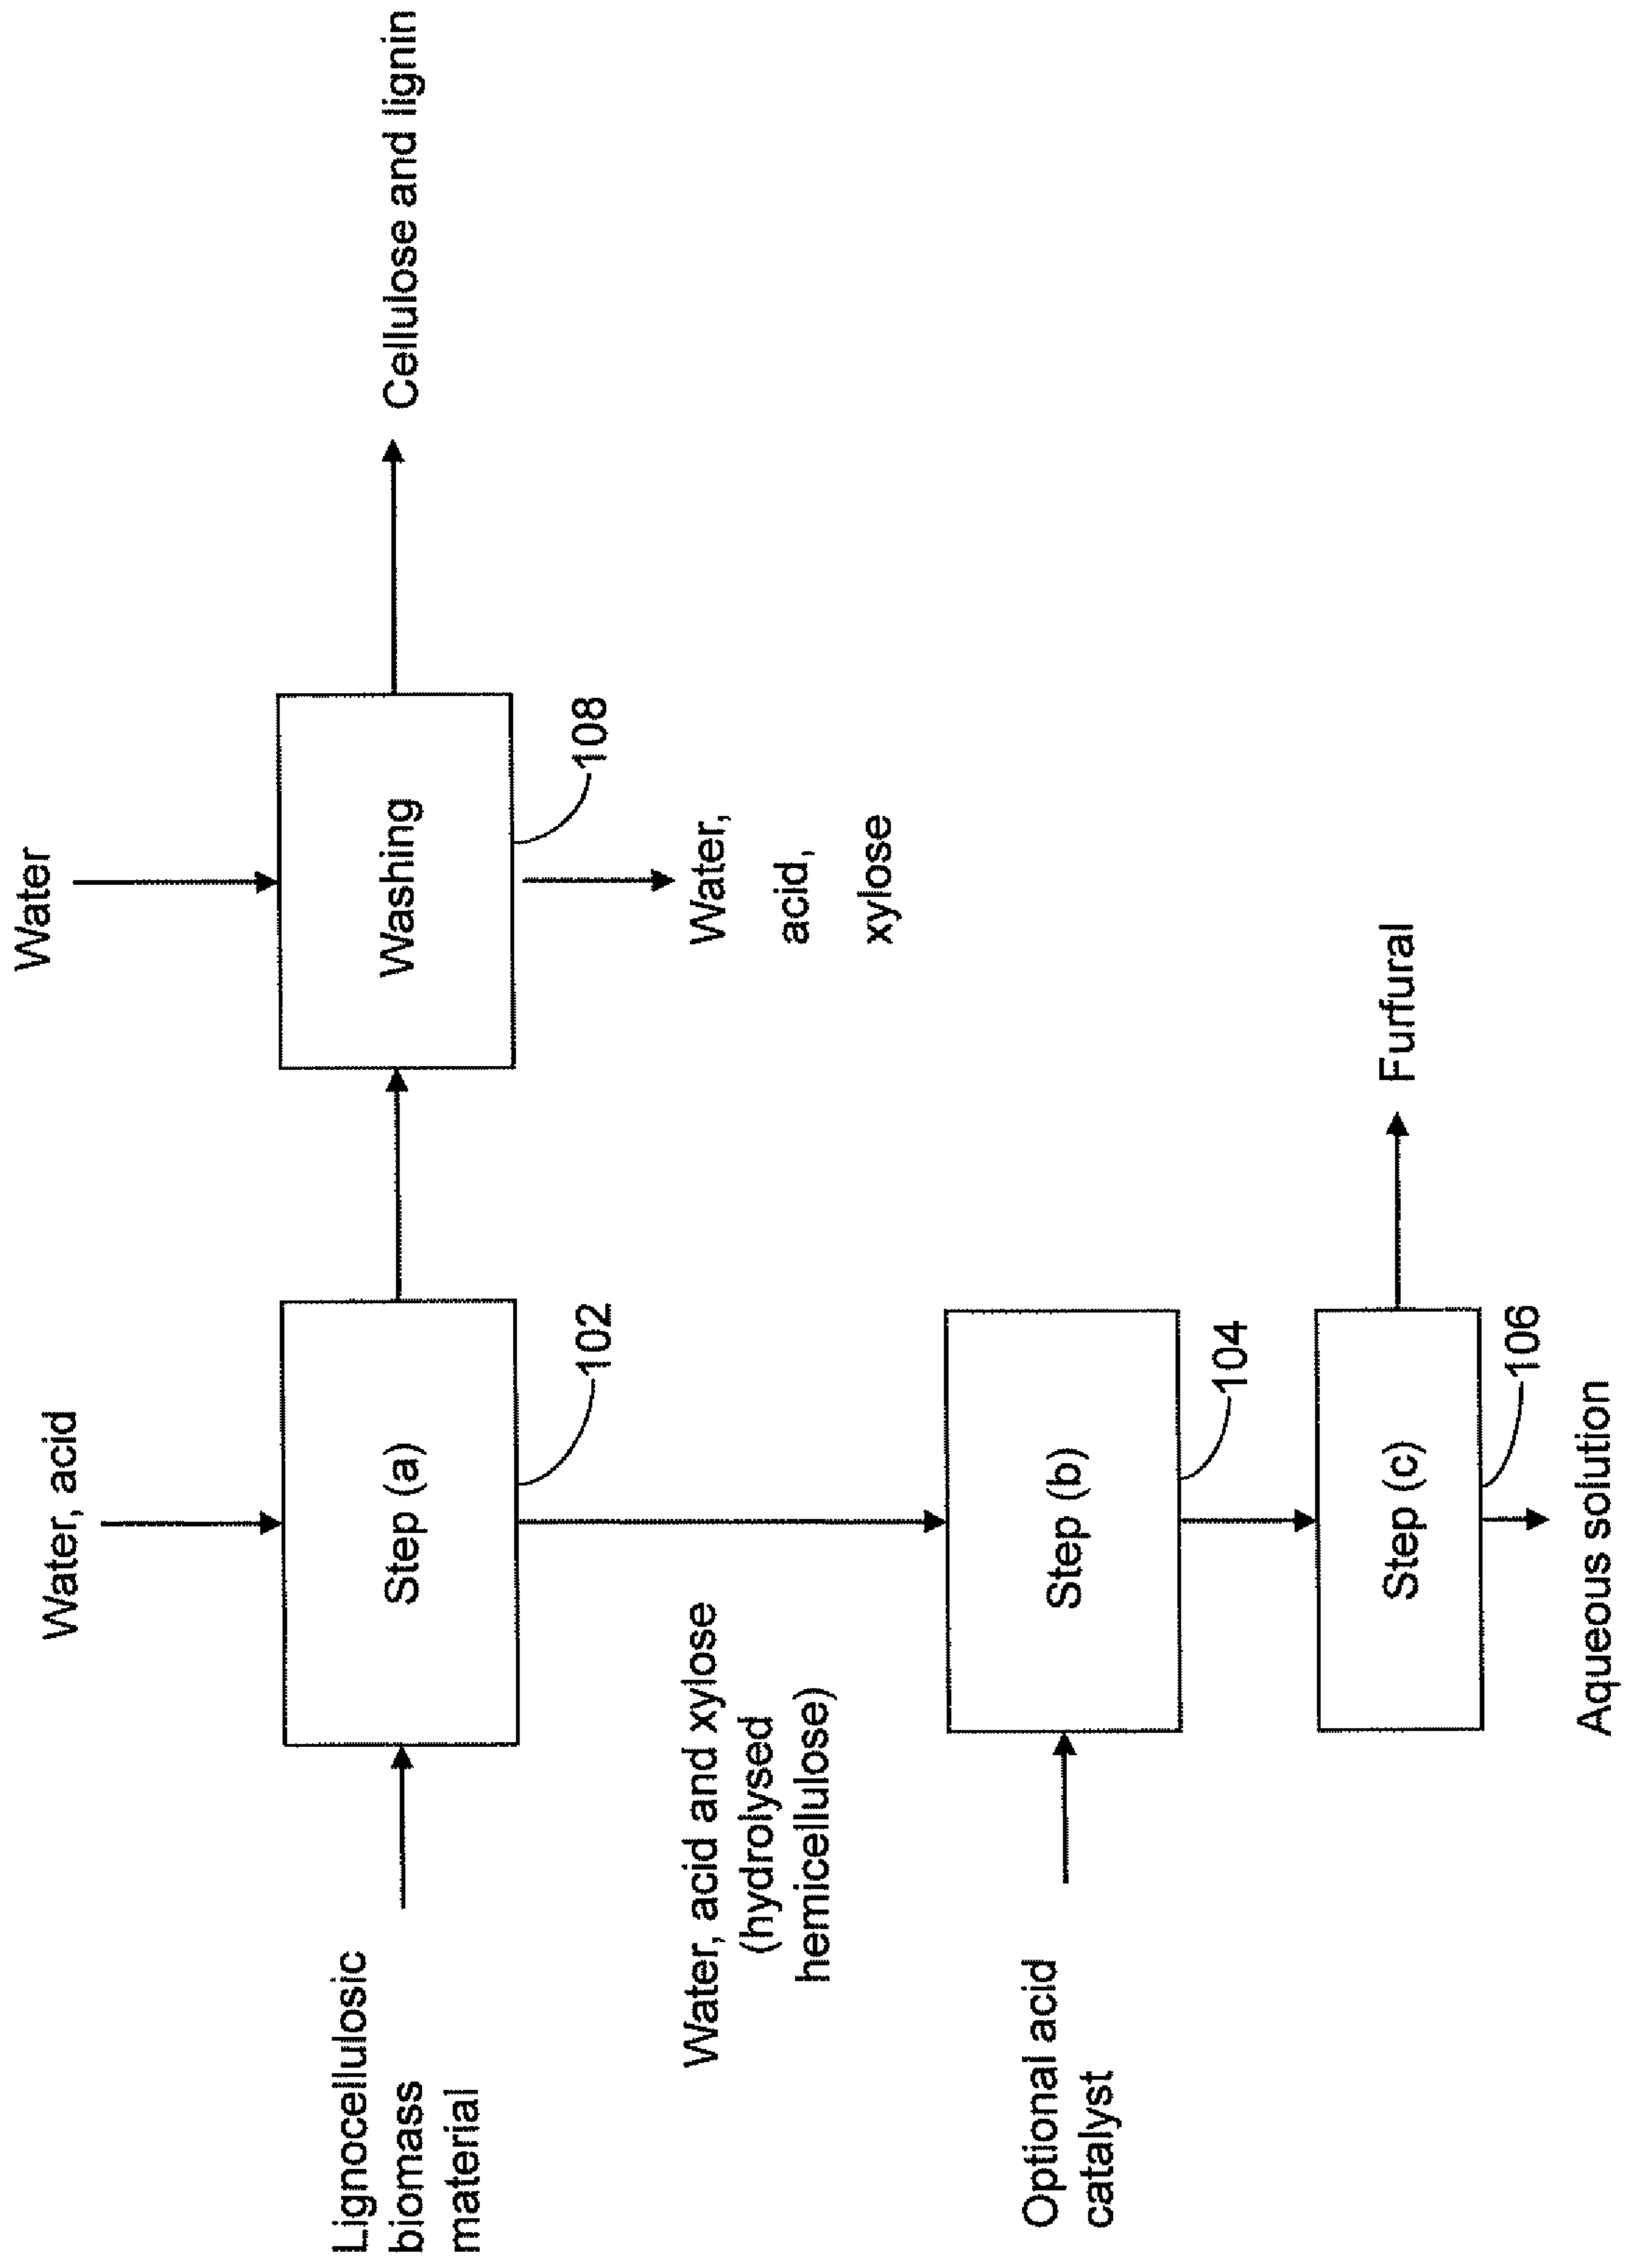 Water, acid
Water
Lignocellulosic
biomass
material
Step (a)
102
Washing
108
Cellulose and lignin
Water, acid and xylose
(hydrolysed
hemicellulose)
Water,
acid,
xylose
Optional acid
catalyst
Step (b)
104
Step (c)
106
Furfural
Aqueous solution